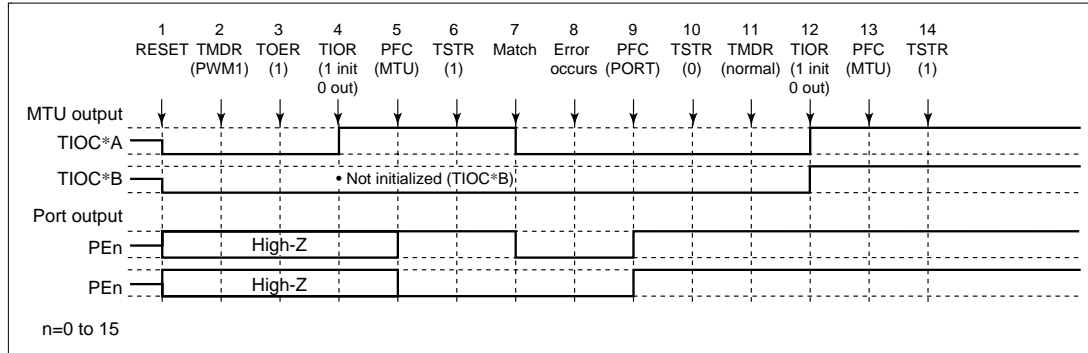 1 2 3 4 5 6 7 8 9 10 11 12 13 14
RESET TMDR TOER TIOR PFC TSTR Match Error PFC TSTR TMDR TIOR PFC TSTR
(PWM1) (1) (1 init (MTU) (1) occurs (PORT) (0) (normal) (1 init (MTU) (1)
0 out) 0 out)
MTU output
TIOC*A
TIOC*B • Not initialized (TIOC*B)
Port output
PEn High-Z
PEn High-Z
n=0 to 15